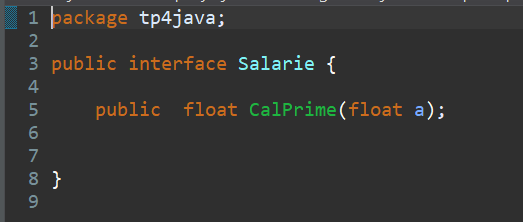 1 package tp4java;
2
3 public interface Salarie {
4
5     public  float CalPrime(float a);
6
7
8 }
9